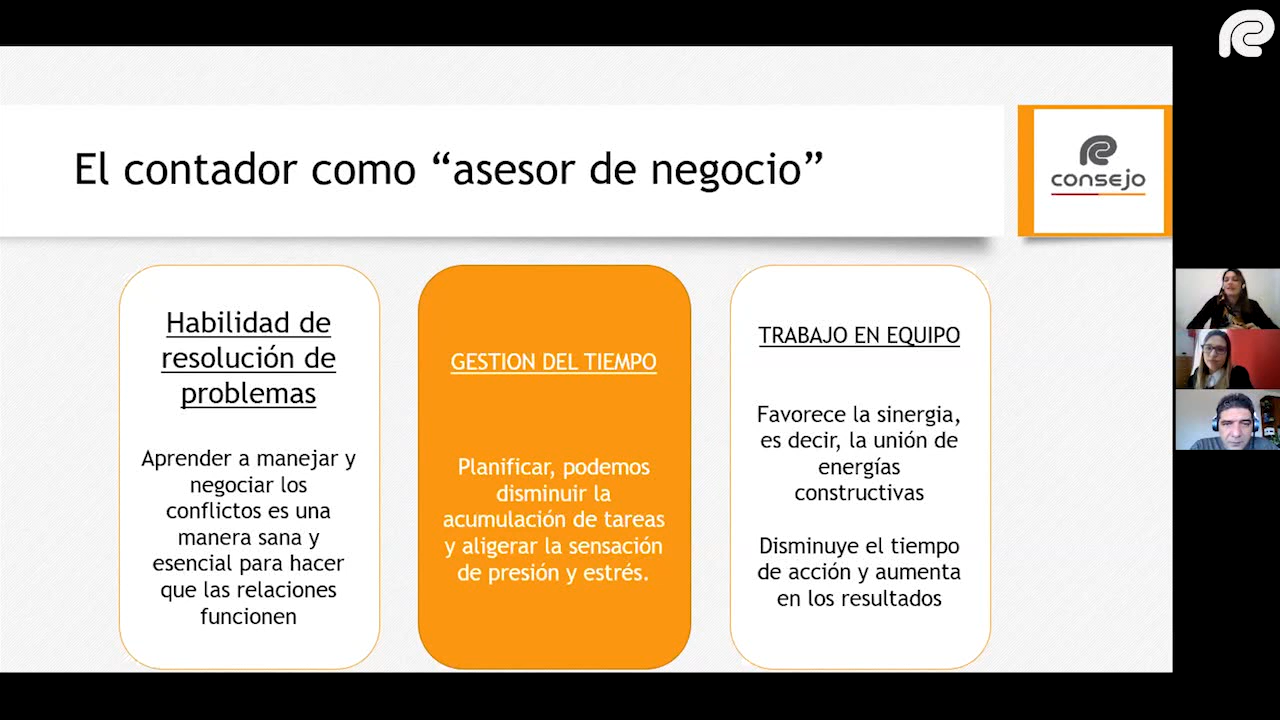 El contador como “asesor de negocio”
consejo
Habilidad de
resolución de
problemas
Aprender a manejar y
negociar los
conflictos es una
manera sana y
esencial para hacer
que las relaciones
funcionen
GESTION DEL TIEMPO
Planificar, podemos
disminuir la
acumulación de tareas
y aligerar la sensación
de presión y estrés.
TRABAJO EN EQUIPO
Favorece la sinergia,
es decir, la unión de
energías
constructivas
Disminuye el tiempo
de acción y aumenta
en los resultados